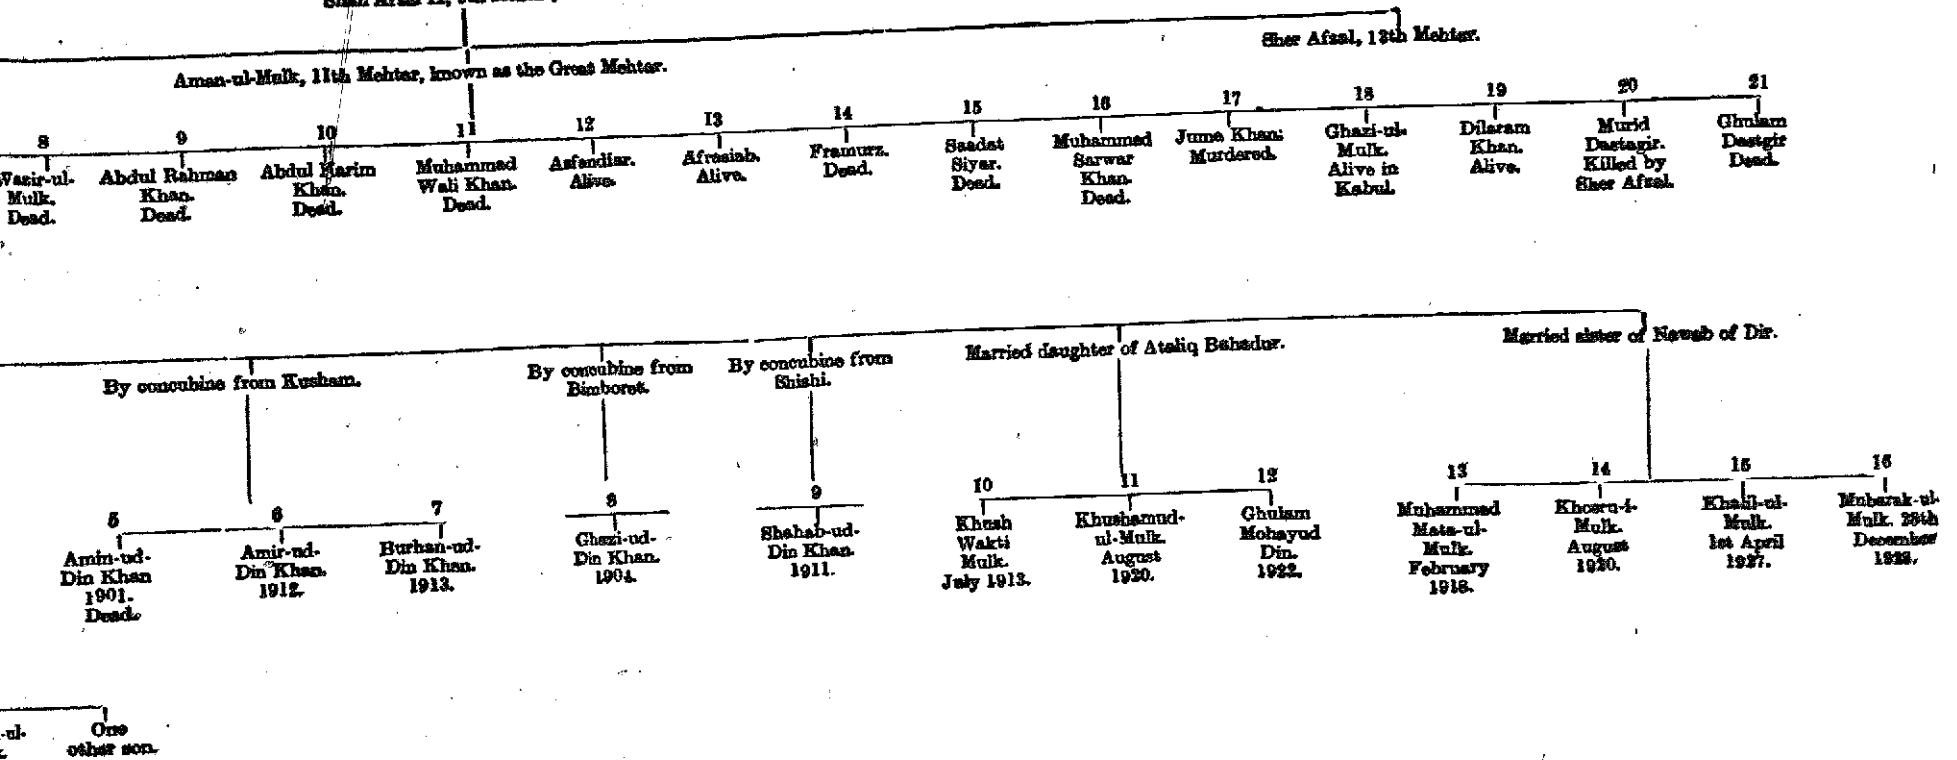 Sher Afzal, 12th Mehtar.
Aman-ul-Mulk, 11th Mehtar, known as the Great Mehtar.
8
Wazir-ul-
Mulk.
Dead.
9
Abdul Rahman
Khan.
Dead.
10
Abdul Karim
Khan.
Dead.
11
Muhammad
Wali Khan.
Dead.
12
Asfandiar.
Alive.
13
Afrasiab.
Alive.
14
Framurz.
Dead.
15
Saadat
Siyar.
Dead.
16
Muhammad
Sarwar
Khan.
Dead.
17
Juma Khan:
Murdered.
18
Ghazi-ul-
Mulk.
Alive in
Kabul.
19
Dilaram
Khan.
Alive.
20
Murid
Dastagir.
Killed by
Sher Afzal.
21
Ghulam
Dastgir
Dead.
By concubine from Kusham.
By concubine from
Bimboret.
By concubine from
Shishi.
Married daughter of Ataliq Bahadur.
Married sister of Nawab of Dir.
5
Amin-ud-
Din Khan
1901.
Dead.
6
Amir-ud-
Din Khan.
1912.
7
Burhan-ud-
Din Khan.
1913.
8
Ghazi-ud-
Din Khan.
1904.
9
Shahab-ud-
Din Khan.
1911.
10
Khush
Wakti
Mulk.
July 1913.
11
Khushamud-
ul-Mulk.
August
1920.
12
Ghulam
Mohayud
Din.
1922.
13
Muhammad
Mata-ul-
Mulk.
February
1918.
14
Khosru-i-
Mulk.
August
1920.
15
Khalil-ul-
Mulk.
1st April
1927.
16
Mubarak-ul-
Mulk. 28th
December
-ul-
One
other son.